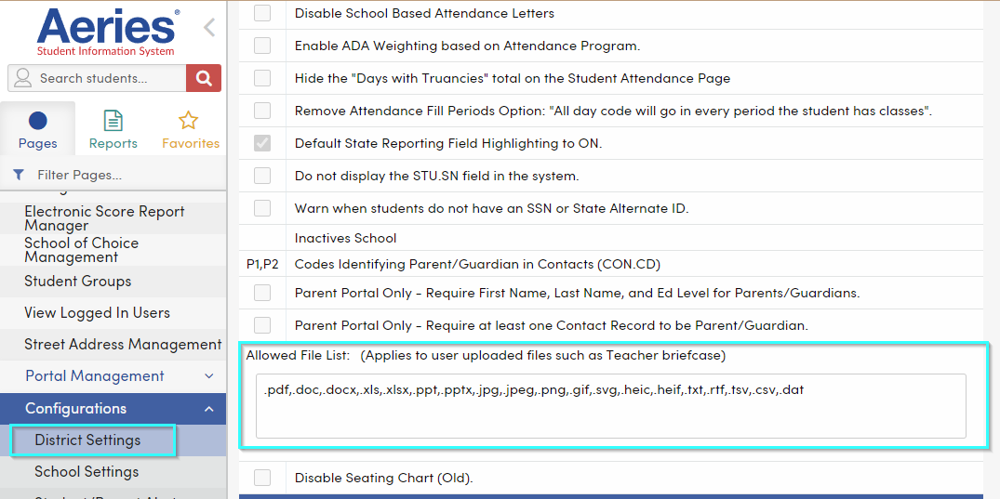 Aeries®
Student Information System
Search students...
Pages
Reports
Favorites
Filter Pages...
Electronic Score Report
Manager
School of Choice
Management
Student Groups
View Logged In Users
Street Address Management
Portal Management
Configurations
District Settings
School Settings
Disable School Based Attendance Letters
Enable ADA Weighting based on Attendance Program.
Hide the "Days with Truancies" total on the Student Attendance Page
Remove Attendance Fill Periods Option: "All day code will go in every period the student has classes".
Default State Reporting Field Highlighting to ON.
Do not display the STU.SN field in the system.
Warn when students do not have an SSN or State Alternate ID.
Inactives School
P1,P2 Codes Identifying Parent/Guardian in Contacts (CON.CD)
Parent Portal Only - Require First Name, Last Name, and Ed Level for Parents/Guardians.
Parent Portal Only - Require at least one Contact Record to be Parent/Guardian.
Allowed File List: (Applies to user uploaded files such as Teacher briefcase)
.pdf,.doc,.docx,.xls,.xlsx,.ppt,.pptx,.jpg,.jpeg,.png,.gif,.svg,.heic,.heif,.txt,.rtf,.tsv,.csv,.dat
Disable Seating Chart (Old).